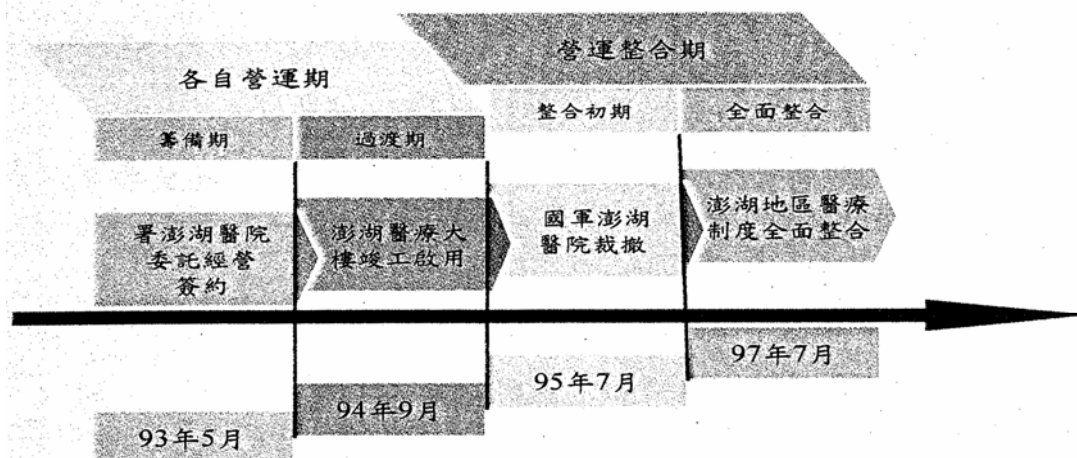 營運整合期
各自營運期
整合初期
全面整合
籌備期
過渡期
署澎湖醫院
委託經營
簽約
澎湖醫療大
樓竣工啟用
國軍澎湖
醫院裁撤
澎湖地區醫療
制度全面整合
97年7月
95年7月
94年9月
93年5月